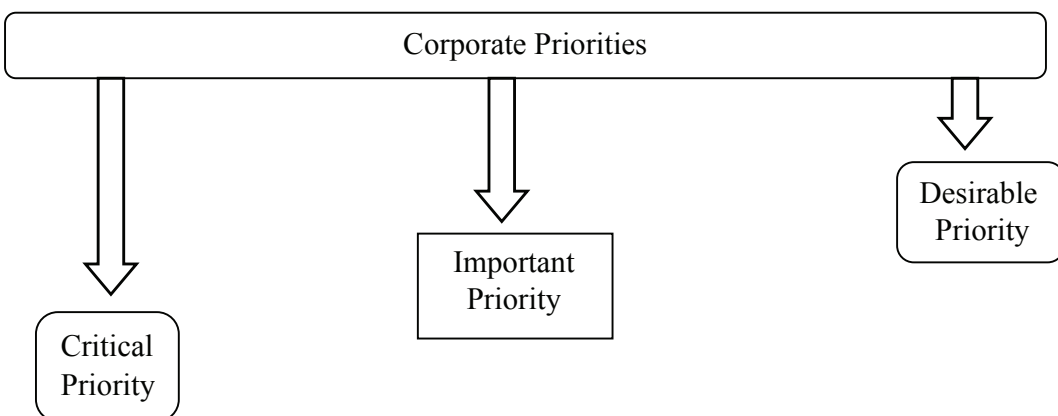 Corporate Priorities
Critical
Priority
Important
Priority
Desirable
Priority